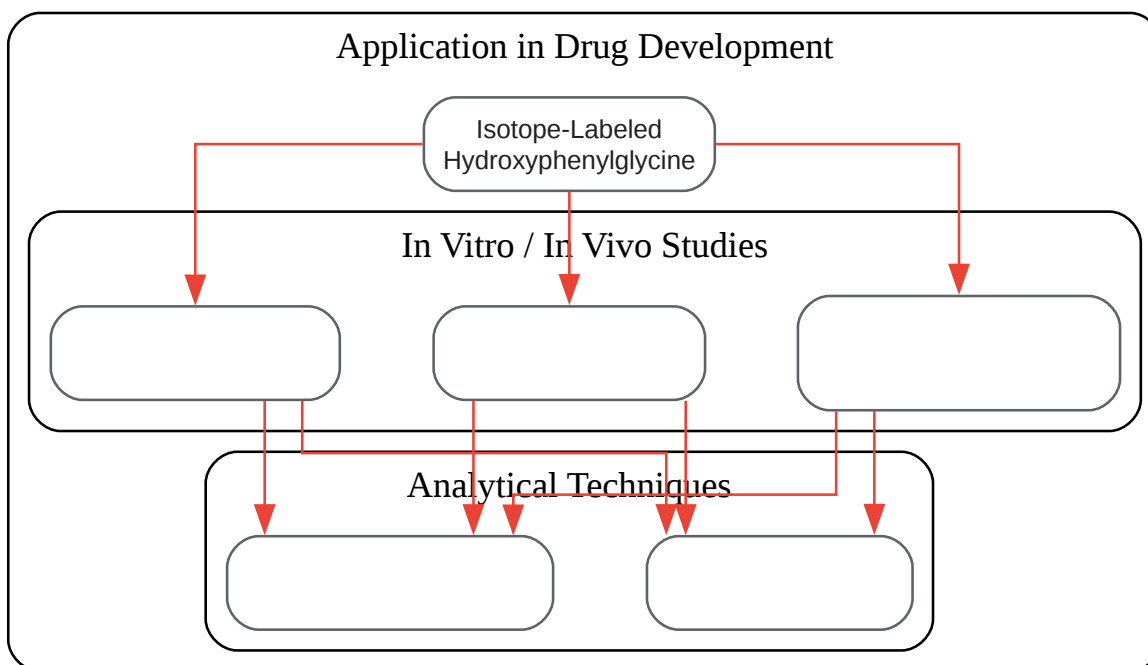 Application in Drug Development
Isotope-Labeled
Hydroxyphenylglycine
In Vitro / In Vivo Studies
Analytical Techniques